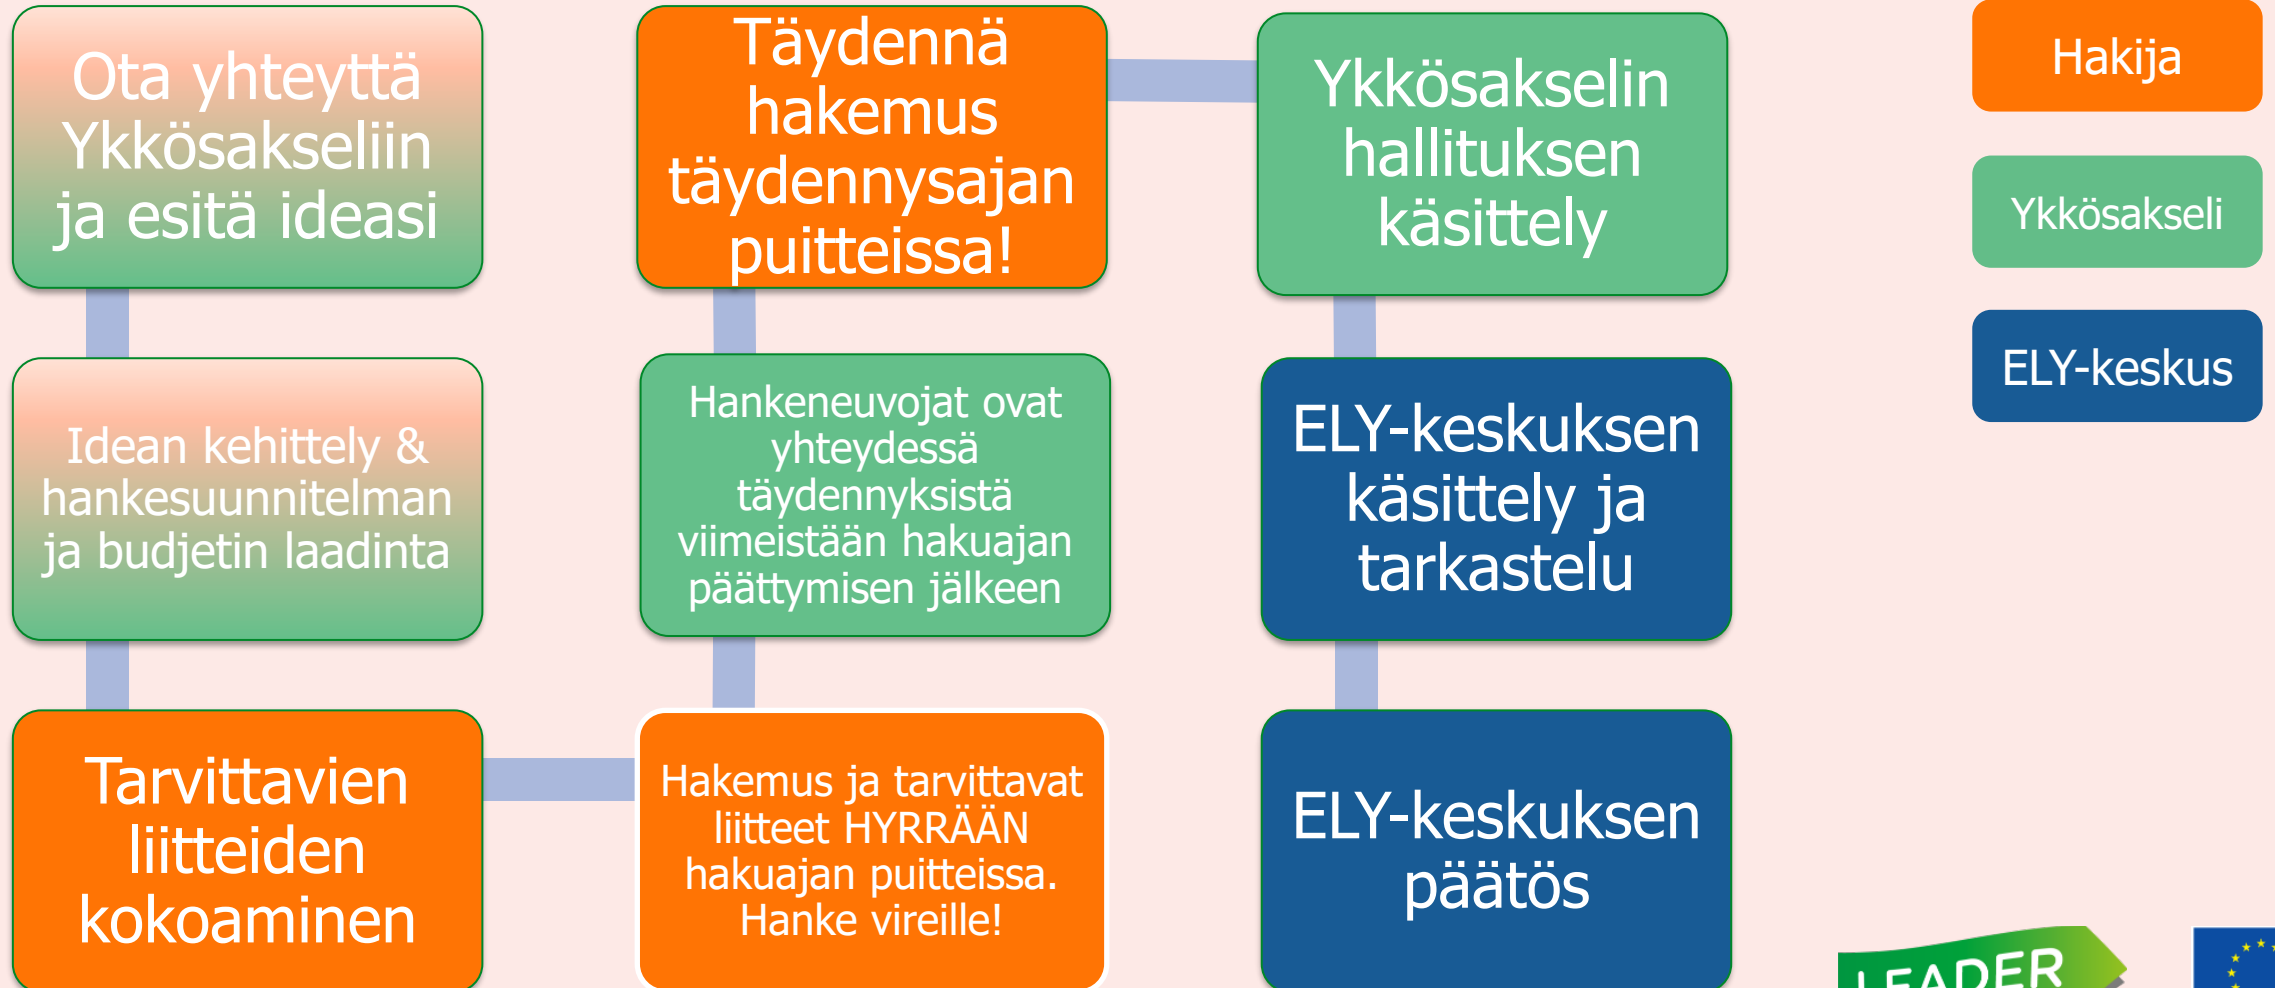 Ota yhteyttä
Ykkösakseliin
ja esitä ideasi
Idean kehittely &
hankesuunnitelman
ja budjetin laadinta
Tarvittavien
liitteiden
kokoaminen
Hakemus ja tarvittavat
liitteet HYRRÄÄN
hakuajan puitteissa.
Hanke vireille!
Hankeneuvojat ovat
yhteydessä
täydennyksistä
viimeistään hakuajan
päättymisen jälkeen
Täydennä
hakemus
täydennysajan
puitteissa!
Ykkösakselin
hallituksen
käsittely
ELY-keskuksen
käsittely ja
tarkastelu
ELY-keskuksen
päätös
Hakija
Ykkösakseli
ELY-keskus
LEADER